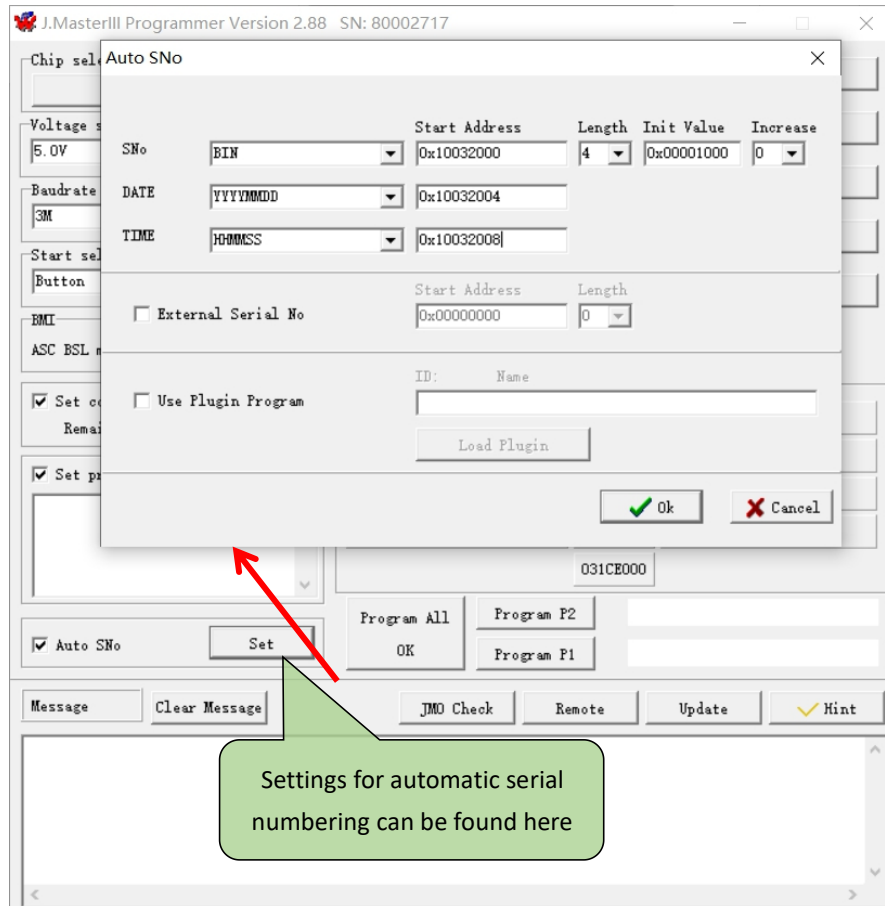 J.MasterIII Programmer Version 2.88 SN: 80002717
Chip sel
Auto SNo
Voltage s
5.0V
Start Address Length Init Value Increase
SNo BIN 0x10032000 4 0x00001000 0
Baudrate
3M
DATE YYYYMMDD 0x10032004
TIME HHMMSS 0x10032008
Start sel
Button
Start Address Length
External Serial No 0x00000000 0
BMI
ASC BSL m
ID: Name
Set co
Use Plugin Program
Remai
Load Plugin
Set pr
Ok Cancel
031CE000
Program All
OK
Program P2
Auto SNo Set
Program P1
Message Clear Message JMO Check Remote Update Hint
Settings for automatic serial
numbering can be found here